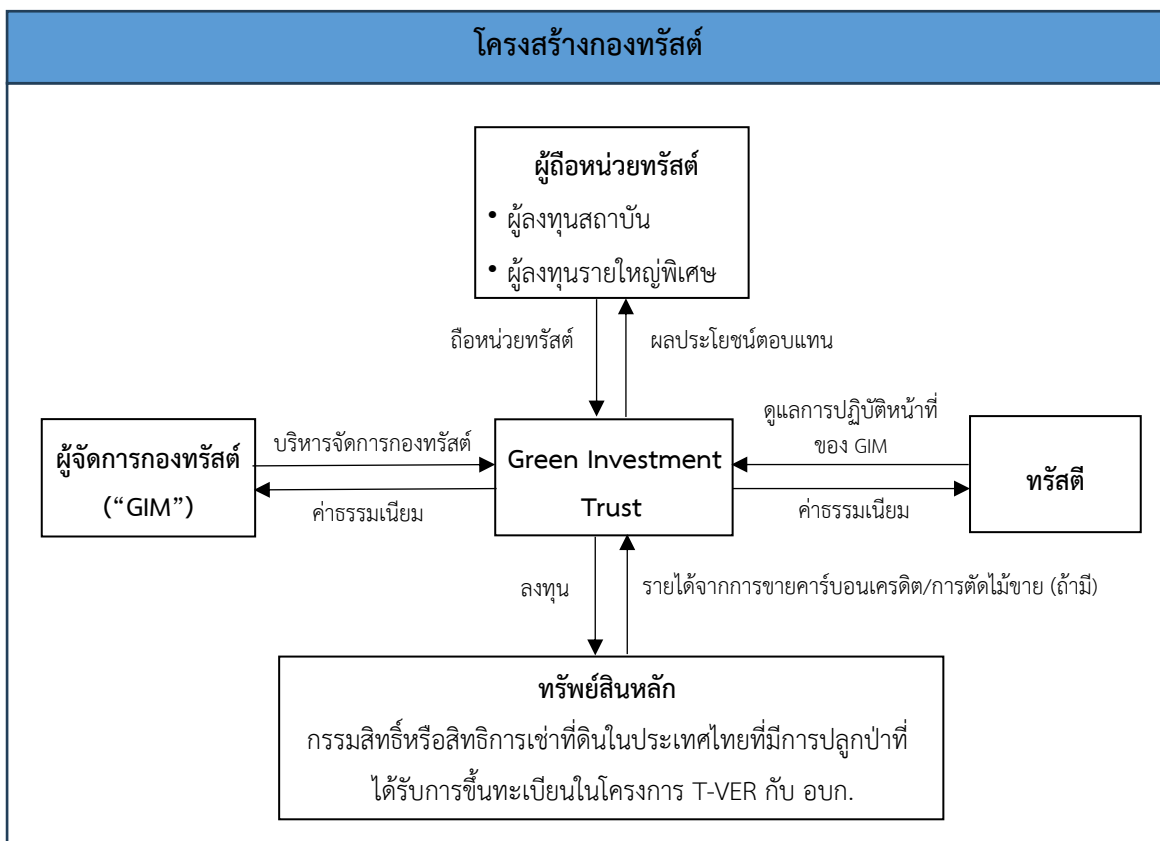 โครงสร้างกองทรัสต์
ผู้ถือหน่วยทรัสต์
• ผู้ลงทุนสถาบัน
• ผู้ลงทุนรายใหญ่พิเศษ
ถือหน่วยทรัสต์
ผลประโยชน์ตอบแทน
ผู้จัดการกองทรัสต์
(“GIM”)
บริหารจัดการกองทรัสต์
ค่าธรรมเนียม
Green Investment
Trust
ดูแลการปฏิบัติหน้าที่
ของ GIM
ค่าธรรมเนียม
ทรัสตี
ลงทุน
รายได้จากการขายคาร์บอนเครดิต/การตัดไม้ขาย (ถ้ามี)
ทรัพย์สินหลัก
กรรมสิทธิ์หรือสิทธิการเช่าที่ดินในประเทศไทยที่มีการปลูกป่าที่
ได้รับการขึ้นทะเบียนในโครงการ T-VER กับ อบก.